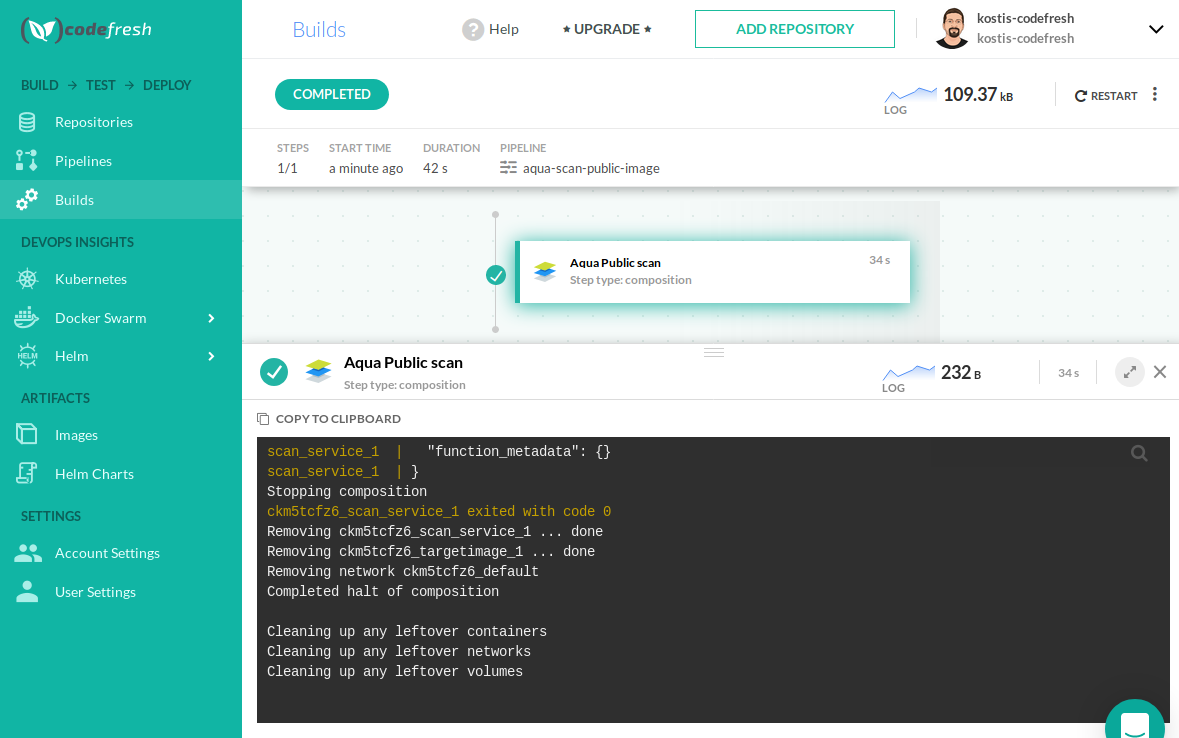 codefresh
BUILD → TEST → DEPLOY
Repositories
Pipelines
Builds
DEVOPS INSIGHTS
Kubernetes
Docker Swarm
HELM Helm
ARTIFACTS
Images
Helm Charts
SETTINGS
Account Settings
User Settings
Builds
? Help
★ UPGRADE ★
ADD REPOSITORY
kostis-codefresh
kostis-codefresh
COMPLETED
LOG
109.37 kB
RESTART
STEPS START TIME DURATION PIPELINE
1/1 a minute ago 42 s aqua-scan-public-image
Aqua Public scan 34 s
Step type: composition
Aqua Public scan
Step type: composition
LOG
232 B
34 s
COPY TO CLIPBOARD
scan_service_1  |   "function_metadata": {}
scan_service_1  | }
Stopping composition
ckm5tcfz6_scan_service_1 exited with code 0
Removing ckm5tcfz6_scan_service_1 ... done
Removing ckm5tcfz6_targetimage_1 ... done
Removing network ckm5tcfz6_default
Completed halt of composition
Cleaning up any leftover containers
Cleaning up any leftover networks
Cleaning up any leftover volumes